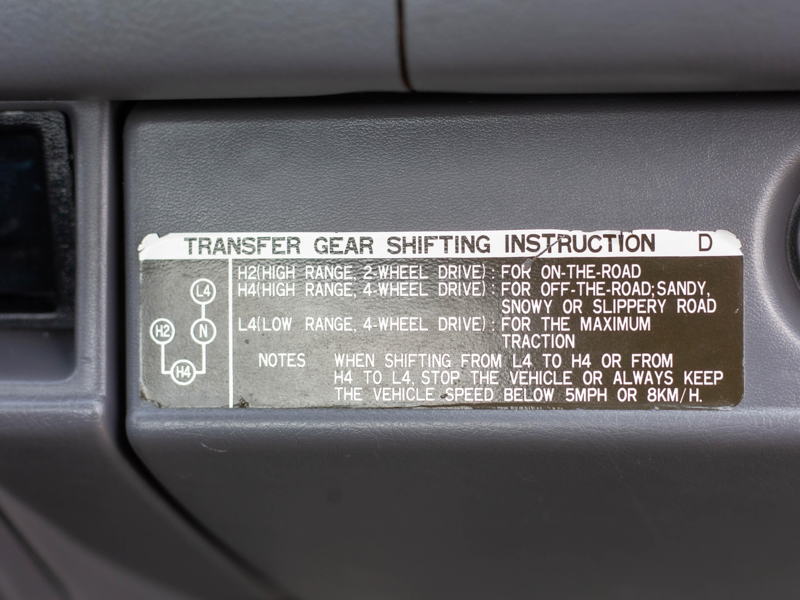 TRANSFER GEAR SHIFTING INSTRUCTION D
H2(HIGH RANGE, 2-WHEEL DRIVE): FOR ON-THE-ROAD
H4(HIGH RANGE, 4-WHEEL DRIVE): FOR OFF-THE-ROAD;SANDY,
SNOWY OR SLIPPERY ROAD
L4(LOW RANGE, 4-WHEEL DRIVE): FOR THE MAXIMUM
TRACTION
NOTES WHEN SHIFTING FROM L4 TO H4 OR FROM
H4 TO L4, STOP THE VEHICLE OR ALWAYS KEEP
THE VEHICLE SPEED BELOW 5MPH OR 8KM/H.
L4
H2 N
H4